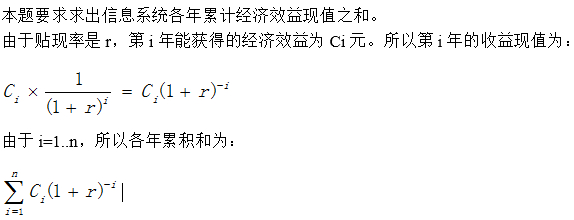 本题要求求出信息系统各年累计经济效益现值之和。
由于贴现率是 r，第 i 年能获得的经济效益为 Ci 元。所以第 i 年的收益现值为：
C_i × \frac{1}{(1 + r)^i} = C_i(1 + r)^{-i}
由于 i=1..n，所以各年累积和为：
\sum_{i=1}^{n} C_i(1 + r)^{-i}